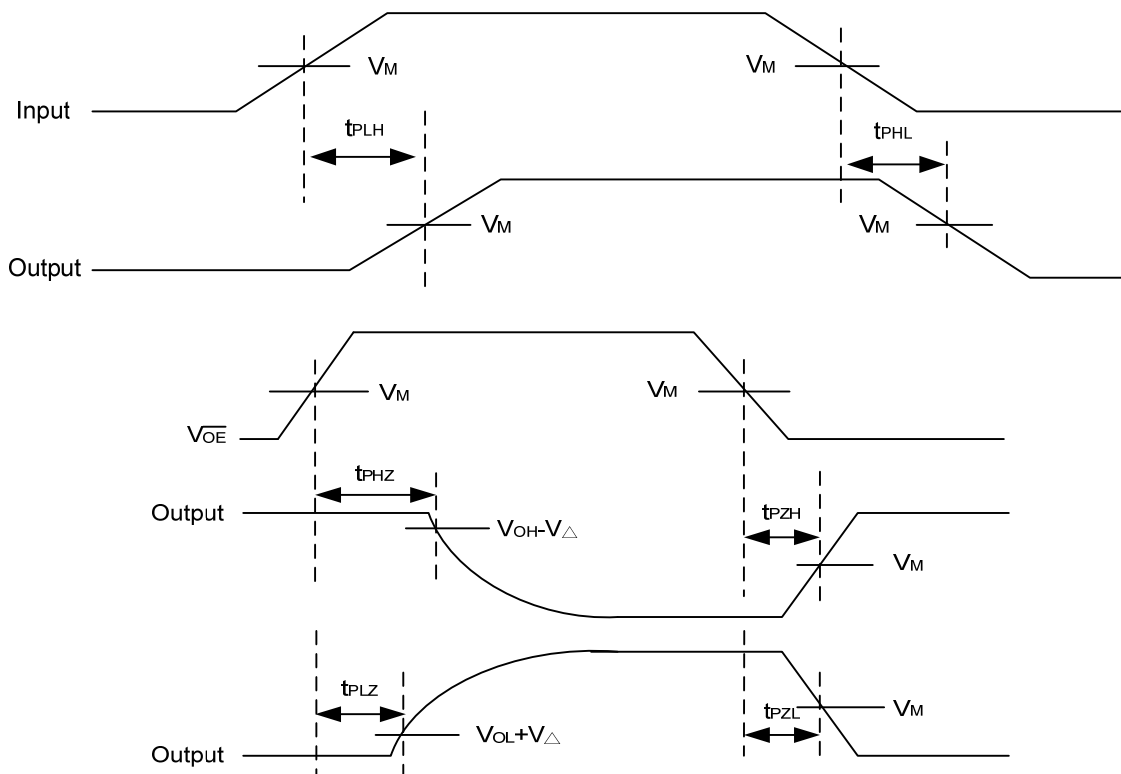 VM
VM
Input
tPLH
tPHL
VM
VM
Output
VM
VM
VOE
tPHZ
Output
VOH-V△
tPZH
VM
tPLZ
tPZL
VM
VOL+V△
Output